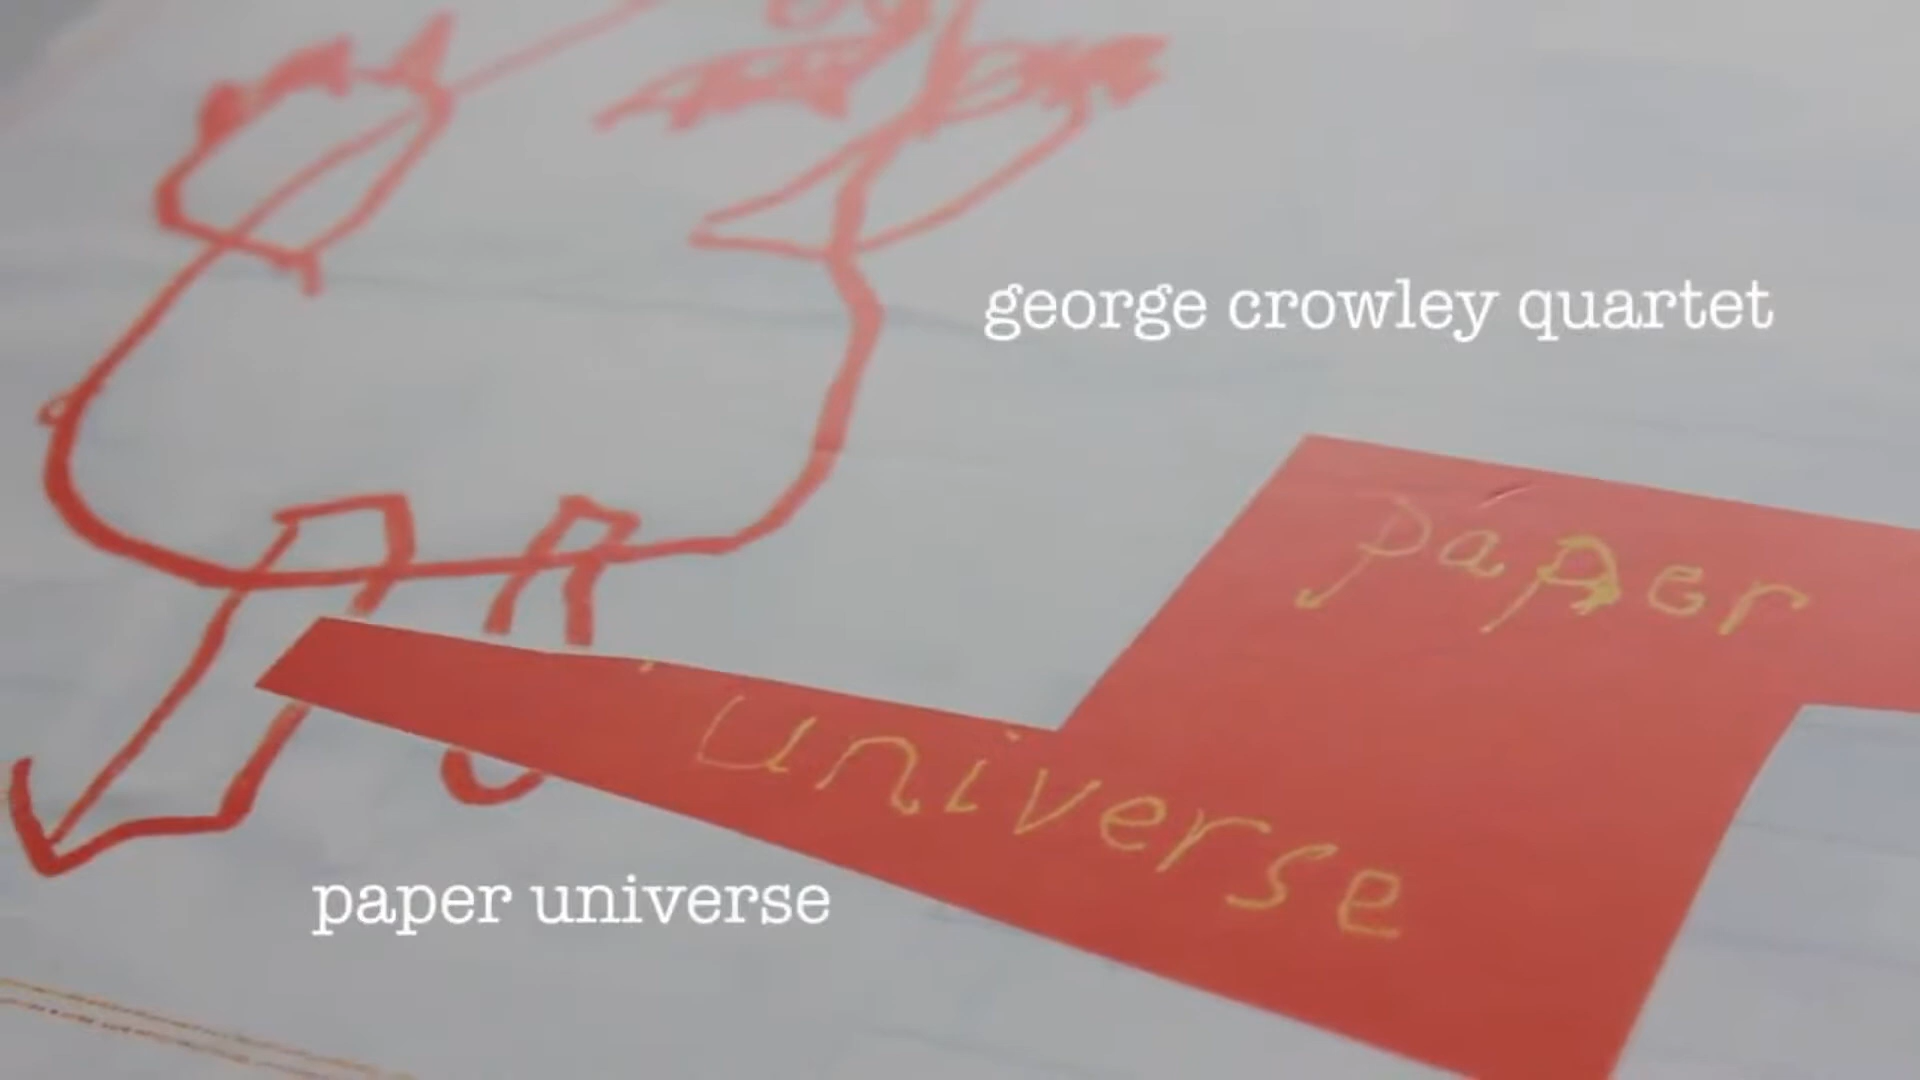 george crowley quartet
paper
universe
paper universe